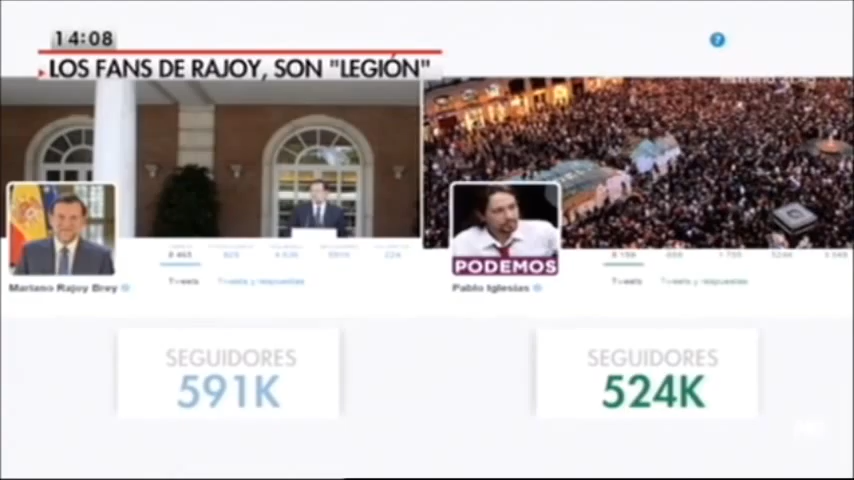 14:08
LOS FANS DE RAJOY, SON "LEGIÓN"
PODEMOS
Mariano Rajoy Brey
Tweets
Tweets y respuestas
Pablo Iglesias
Tweets
Tweets y respuestas
SEGUIDORES
591K
SEGUIDORES
524K